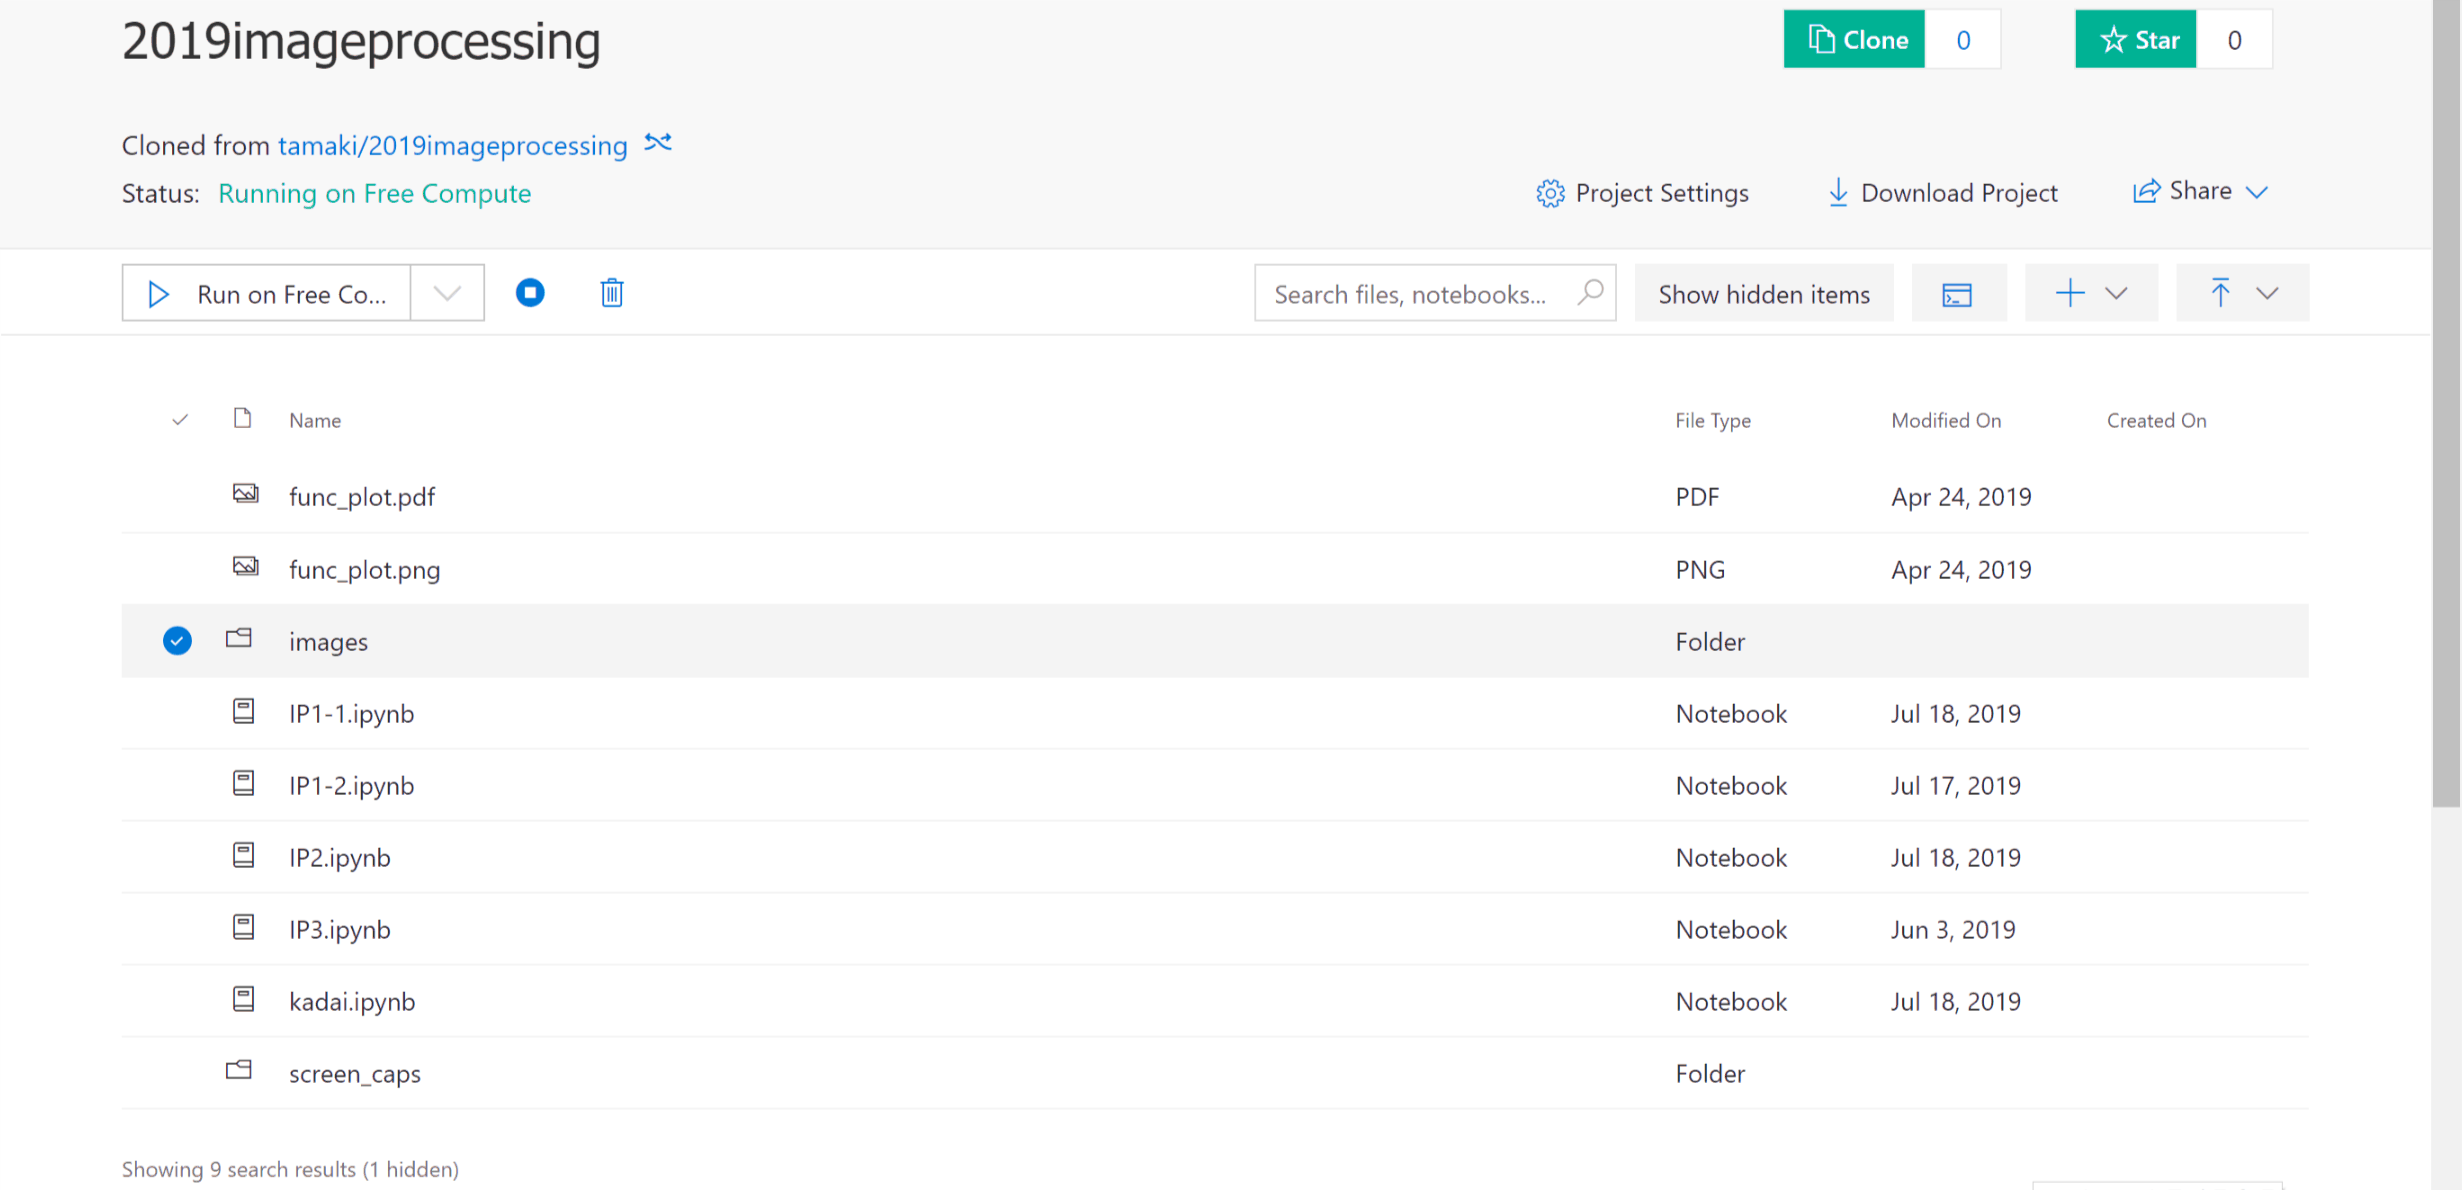 2019imageprocessing
Clone 0 Star 0
Cloned from tamaki/2019imageprocessing
Status: Running on Free Compute
Project Settings Download Project Share
Run on Free Co... Search files, notebooks... Show hidden items
Name File Type Modified On Created On
func_plot.pdf PDF Apr 24, 2019
func_plot.png PNG Apr 24, 2019
images Folder
IP1-1.ipynb Notebook Jul 18, 2019
IP1-2.ipynb Notebook Jul 17, 2019
IP2.ipynb Notebook Jul 18, 2019
IP3.ipynb Notebook Jun 3, 2019
kadai.ipynb Notebook Jul 18, 2019
screen_caps Folder
Showing 9 search results (1 hidden)